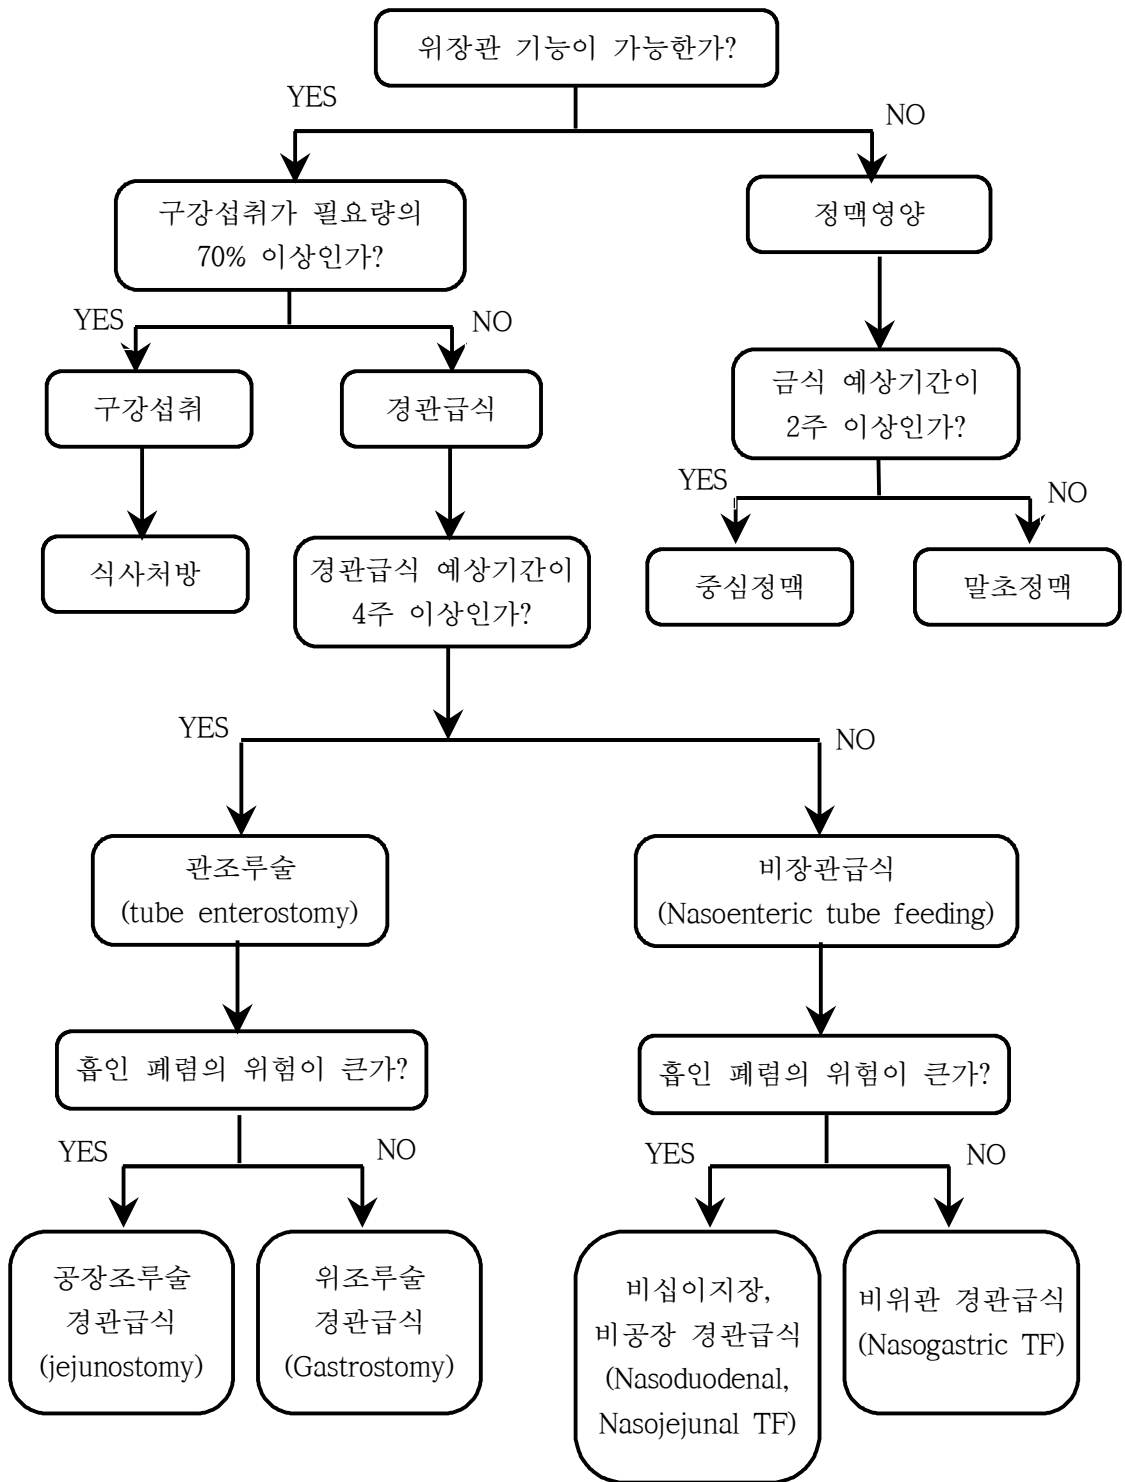 위장관 기능이 가능한가?
YES
NO
구강섭취가 필요량의
70% 이상인가?
정맥영양
YES
NO
구강섭취
경관급식
금식 예상기간이
2주 이상인가?
YES
NO
식사처방
경관급식 예상기간이
4주 이상인가?
중심정맥
말초정맥
YES
NO
관조루술
(tube enterostomy)
비장관급식
(Nasoenteric tube feeding)
흡인 폐렴의 위험이 큰가?
흡인 폐렴의 위험이 큰가?
YES
NO
YES
NO
공장조루술
경관급식
(jejunostomy)
위조루술
경관급식
(Gastrostomy)
비십이지장,
비공장 경관급식
(Nasoduodenal,
Nasojejunal TF)
비위관 경관급식
(Nasogastric TF)